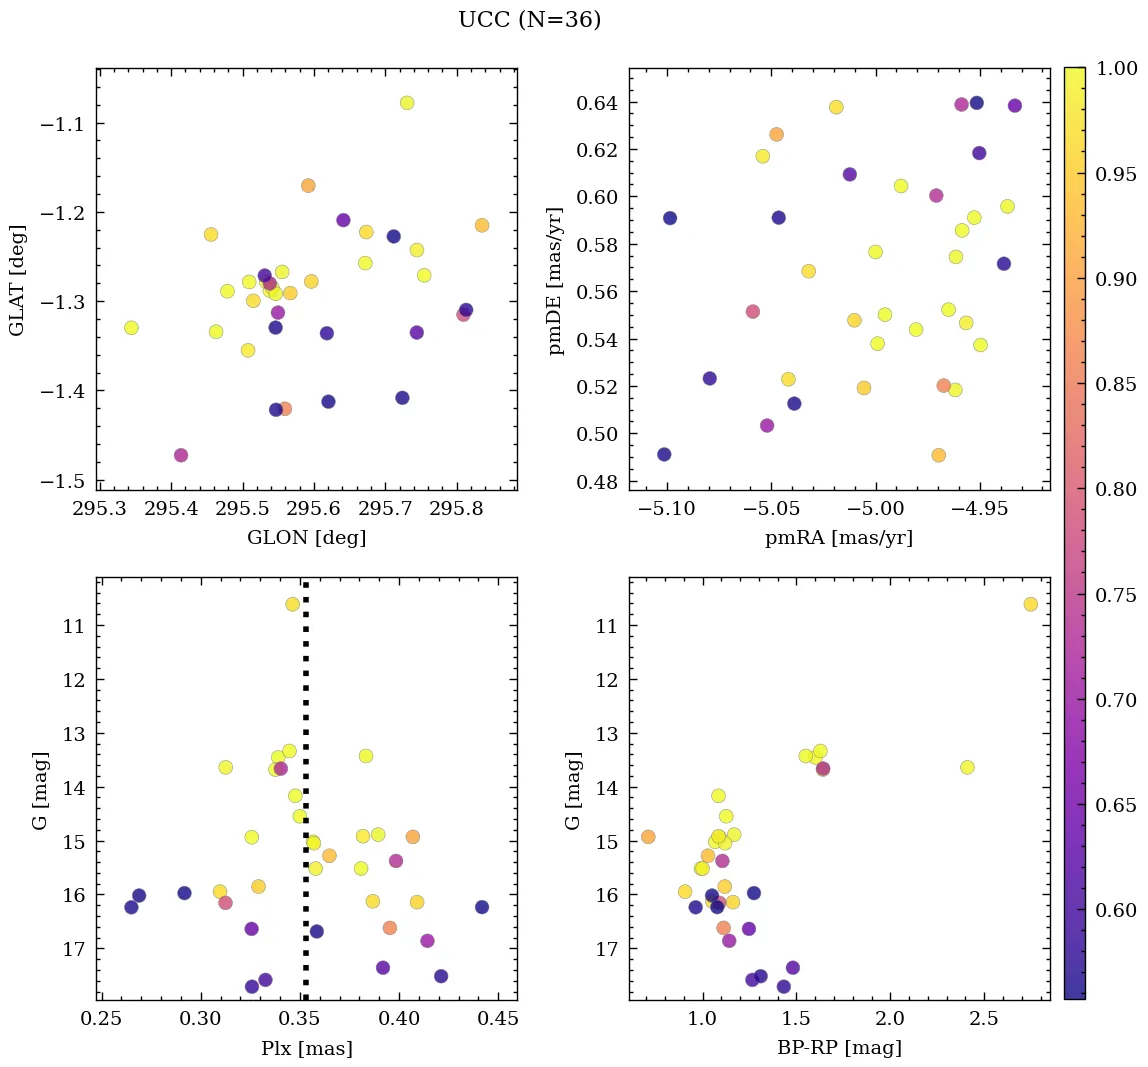 UCC (N=36)
−1.1
−1.2
−1.3
−1.4
−1.5
GLAT [deg]
295.3 295.4 295.5 295.6 295.7 295.8
GLON [deg]
0.64
0.62
0.60
0.58
0.56
0.54
0.52
0.50
0.48
pmDE [mas/yr]
−5.10 −5.05 −5.00 −4.95
pmRA [mas/yr]
11
12
13
14
15
16
17
G [mag]
0.25 0.30 0.35 0.40 0.45
Plx [mas]
11
12
13
14
15
16
17
G [mag]
1.0 1.5 2.0 2.5
BP-RP [mag]
1.00
0.95
0.90
0.85
0.80
0.75
0.70
0.65
0.60